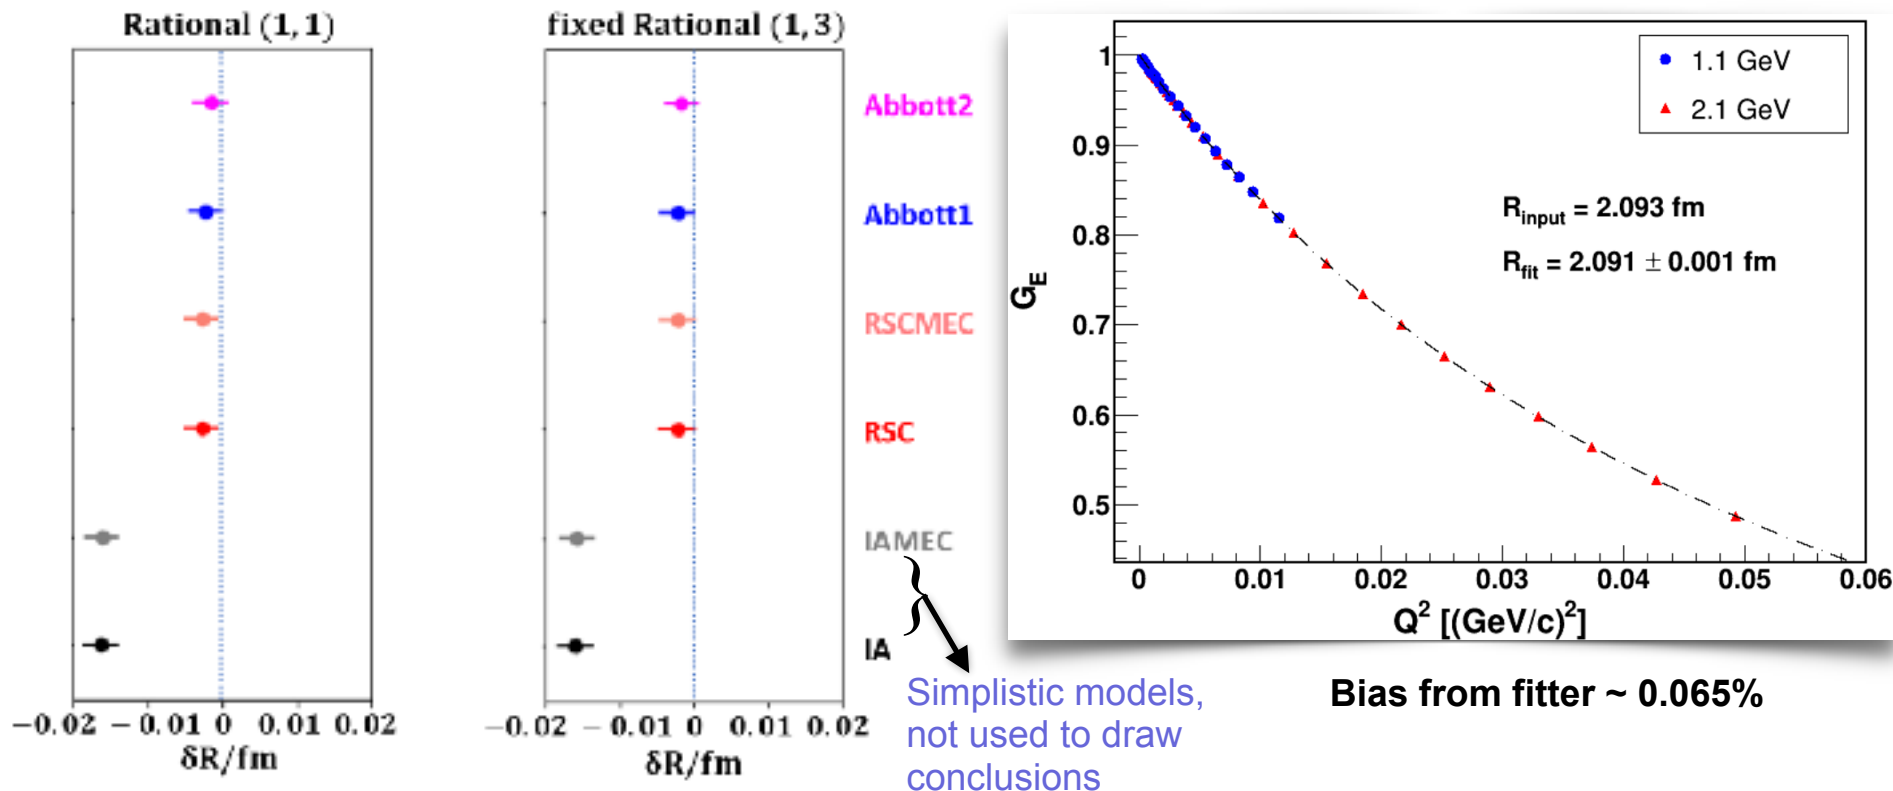 Rational (1, 1)
−0.02 −0.01 0 0.01 0.02
δR/fm
fixed Rational (1, 3)
−0.02 −0.01 0 0.01 0.02
δR/fm
Abbott2
Abbott1
RSCMEC
RSC
IAMEC
IA
Simplistic models,
not used to draw
conclusions
1.1 GeV
2.1 GeV
R_input = 2.093 fm
R_fit = 2.091 ± 0.001 fm
G_E
1
0.9
0.8
0.7
0.6
0.5
0 0.01 0.02 0.03 0.04 0.05 0.06
Q² [(GeV/c)²]
Bias from fitter ~ 0.065%